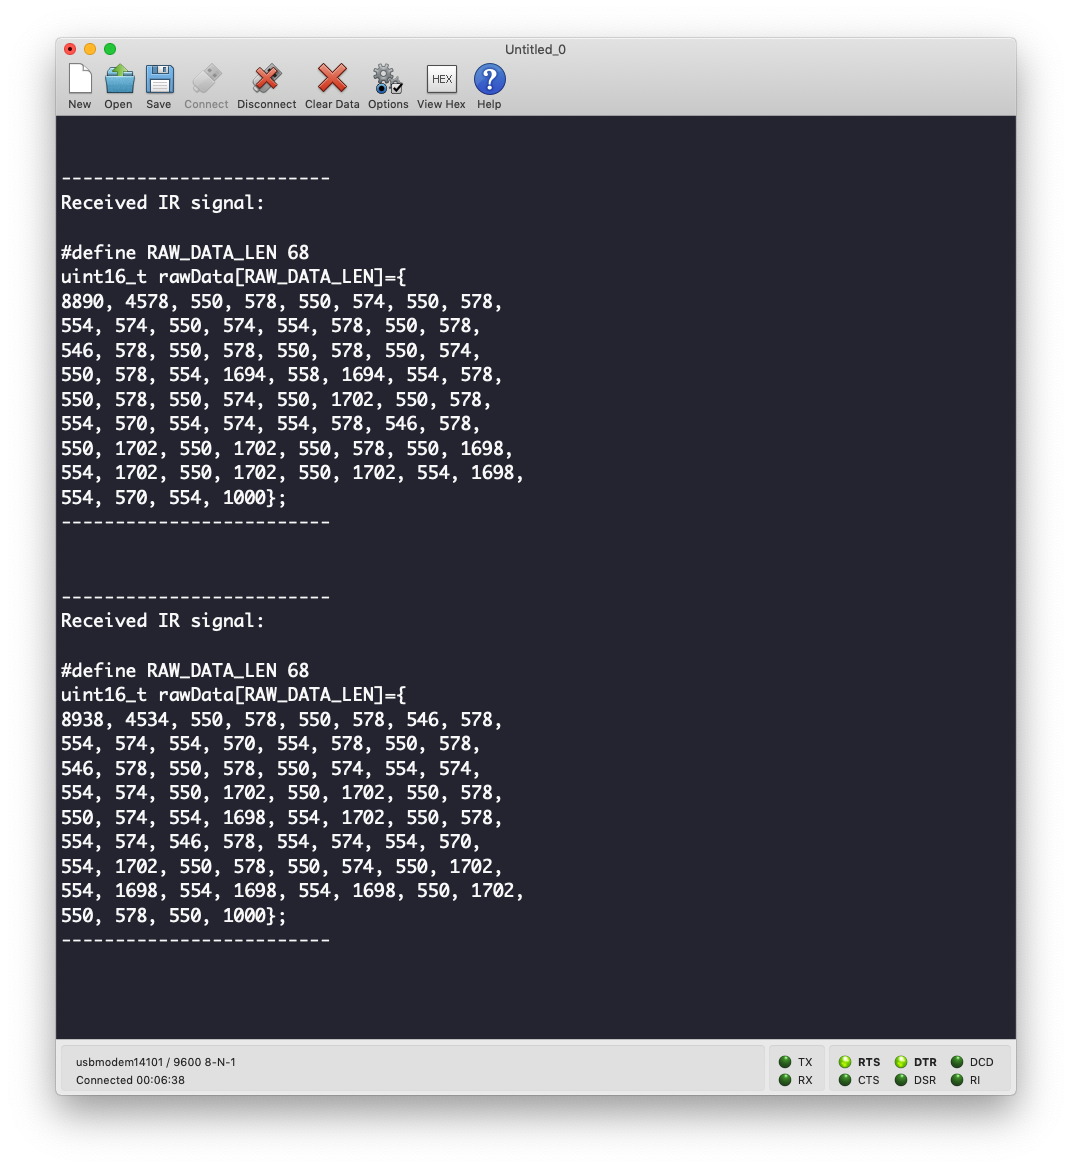 Untitled_0
New Open Save Connect Disconnect Clear Data Options View Hex Help
HEX
-------------------------
Received IR signal:
#define RAW_DATA_LEN 68
uint16_t rawData[RAW_DATA_LEN]={
8890, 4578, 550, 578, 550, 574, 550, 578,
554, 574, 550, 574, 554, 578, 550, 578,
546, 578, 550, 578, 550, 578, 550, 574,
550, 578, 554, 1694, 558, 1694, 554, 578,
550, 578, 550, 574, 550, 1702, 550, 578,
554, 570, 554, 574, 554, 578, 546, 578,
550, 1702, 550, 1702, 550, 578, 550, 1698,
554, 1702, 550, 1702, 550, 1702, 554, 1698,
554, 570, 554, 1000};
-------------------------
-------------------------
Received IR signal:
#define RAW_DATA_LEN 68
uint16_t rawData[RAW_DATA_LEN]={
8938, 4534, 550, 578, 550, 578, 546, 578,
554, 574, 554, 570, 554, 578, 550, 578,
546, 578, 550, 578, 550, 574, 554, 574,
554, 574, 550, 1702, 550, 1702, 550, 578,
550, 574, 554, 1698, 554, 1702, 550, 578,
554, 574, 546, 578, 554, 574, 554, 570,
554, 1702, 550, 578, 550, 574, 550, 1702,
554, 1698, 554, 1698, 554, 1698, 550, 1702,
550, 578, 550, 1000};
-------------------------
usbmodem14101 / 9600 8-N-1
Connected 00:06:38
TX RTS DTR DCD
RX CTS DSR RI